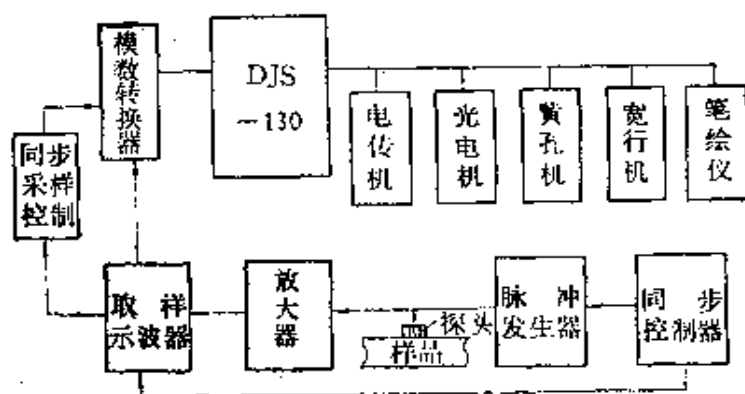 模数转换器
DJS
-130
电传机
光电机
孔机
宽行机
笔绘仪
同步
采样
控制
取样
示波器
放大器
探头
样品
脉冲
发生器
同步
控制器